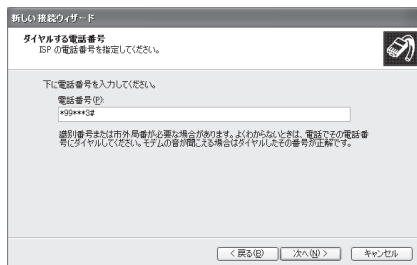 新しい接続ウィザード
ダイヤルする電話番号
ISP の電話番号を指定してください。
下に電話番号を入力してください。
電話番号(P):
*99***3#
識別番号または市外局番が必要な場合があります。よくわからないときは、電話でその電話番
号にダイヤルしてください。モデムの音が聞こえる場合はダイヤルしたその番号が正解です。
< 戻る(B)
次へ(N) >
キャンセル